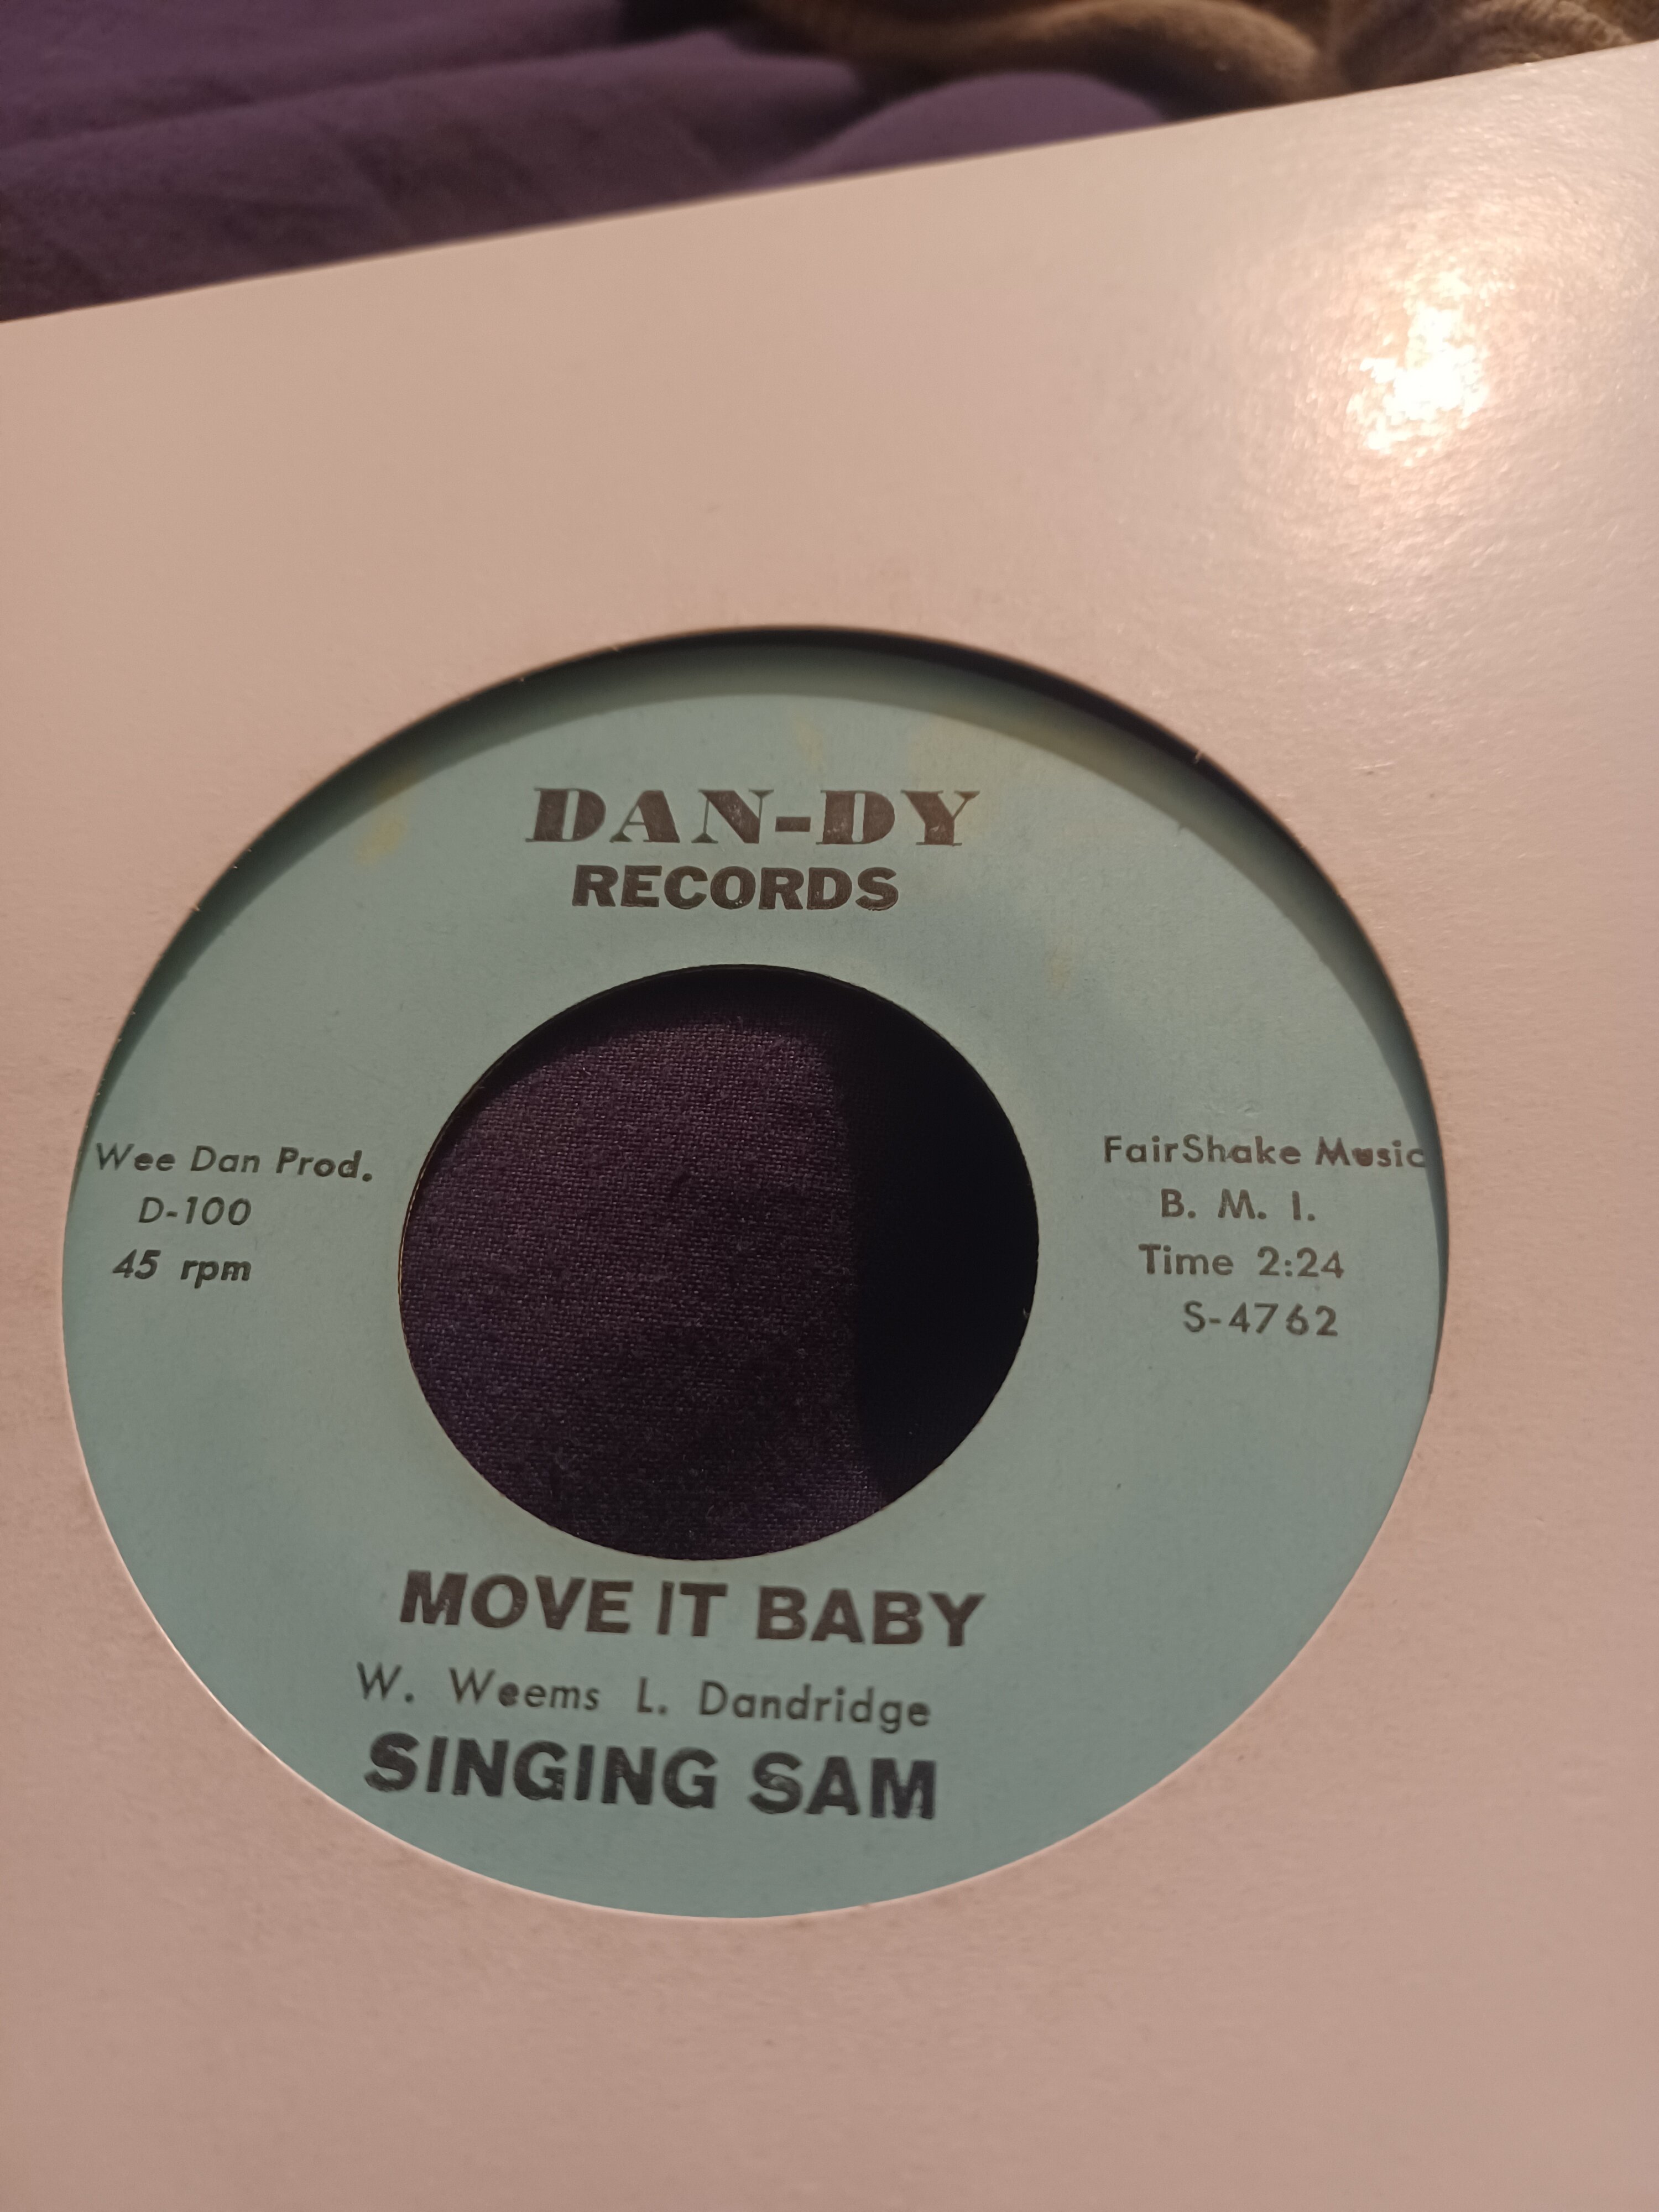 DAN-DY
RECORDS
Wee Dan Prod.
D-100
45 rpm
FairShake Music
B. M. I.
Time 2:24
S-4762
MOVE IT BABY
W. Weems L. Dandridge
SINGING SAM